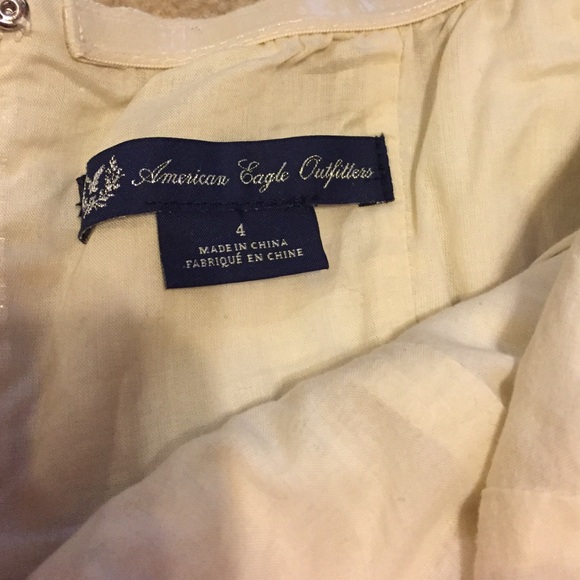 American Eagle Outfitters
4
MADE IN CHINA
FABRIQUÉ EN CHINE